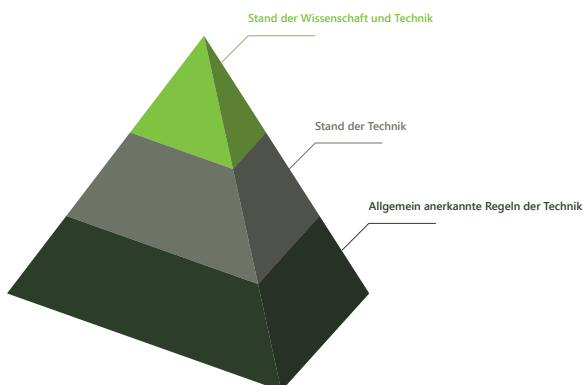 Stand der Wissenschaft und Technik
Stand der Technik
Allgemein anerkannte Regeln der Technik